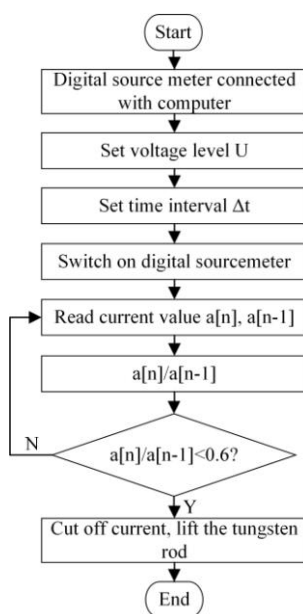 Start
Digital source meter connected
with computer
Set voltage level U
Set time interval Δt
Switch on digital sourcemeter
Read current value a[n], a[n-1]
a[n]/a[n-1]
a[n]/a[n-1]<0.6?
N
Y
Cut off current, lift the tungsten
rod
End